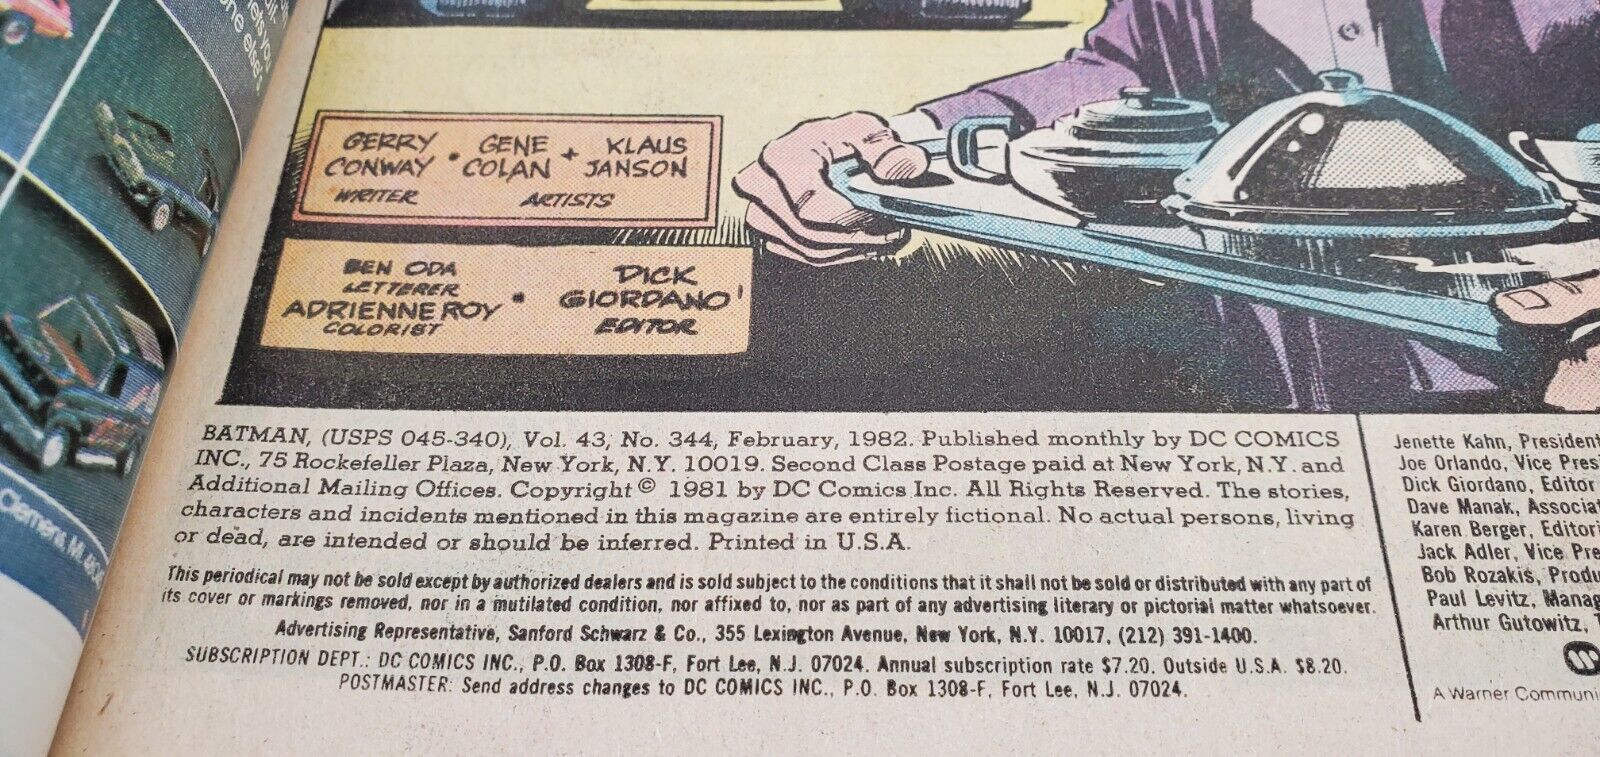 one else's
GERRY CONWAY • GENE COLAN + KLAUS JANSON
WRITER ARTISTS
BEN ODA
LETTERER
ADRIENNE ROY • DICK GIORDANO
COLORIST EDITOR
BATMAN, (USPS 045-340), Vol. 43, No. 344, February, 1982. Published monthly by DC COMICS
INC., 75 Rockefeller Plaza, New York, N.Y. 10019. Second Class Postage paid at New York, N.Y. and
Additional Mailing Offices. Copyright © 1981 by DC Comics Inc. All Rights Reserved. The stories,
characters and incidents mentioned in this magazine are entirely fictional. No actual persons, living
or dead, are intended or should be inferred. Printed in U.S.A.
This periodical may not be sold except by authorized dealers and is sold subject to the conditions that it shall not be sold or distributed with any part of
its cover or markings removed, nor in a mutilated condition, nor affixed to, nor as part of any advertising literary or pictorial matter whatsoever.
Advertising Representative, Sanford Schwarz & Co., 355 Lexington Avenue, New York, N.Y. 10017, (212) 391-1400.
SUBSCRIPTION DEPT.: DC COMICS INC., P.O. Box 1308-F, Fort Lee, N.J. 07024. Annual subscription rate $7.20. Outside U.S.A. $8.20.
POSTMASTER: Send address changes to DC COMICS INC., P.O. Box 1308-F, Fort Lee, N.J. 07024.
Jenette Kahn, President
Joe Orlando, Vice Pres
Dick Giordano, Editor
Dave Manak, Associat
Karen Berger, Editori
Jack Adler, Vice Pre
Bob Rozakis, Produ
Paul Levitz, Manag
Arthur Gutowitz, T
A Warner Communi